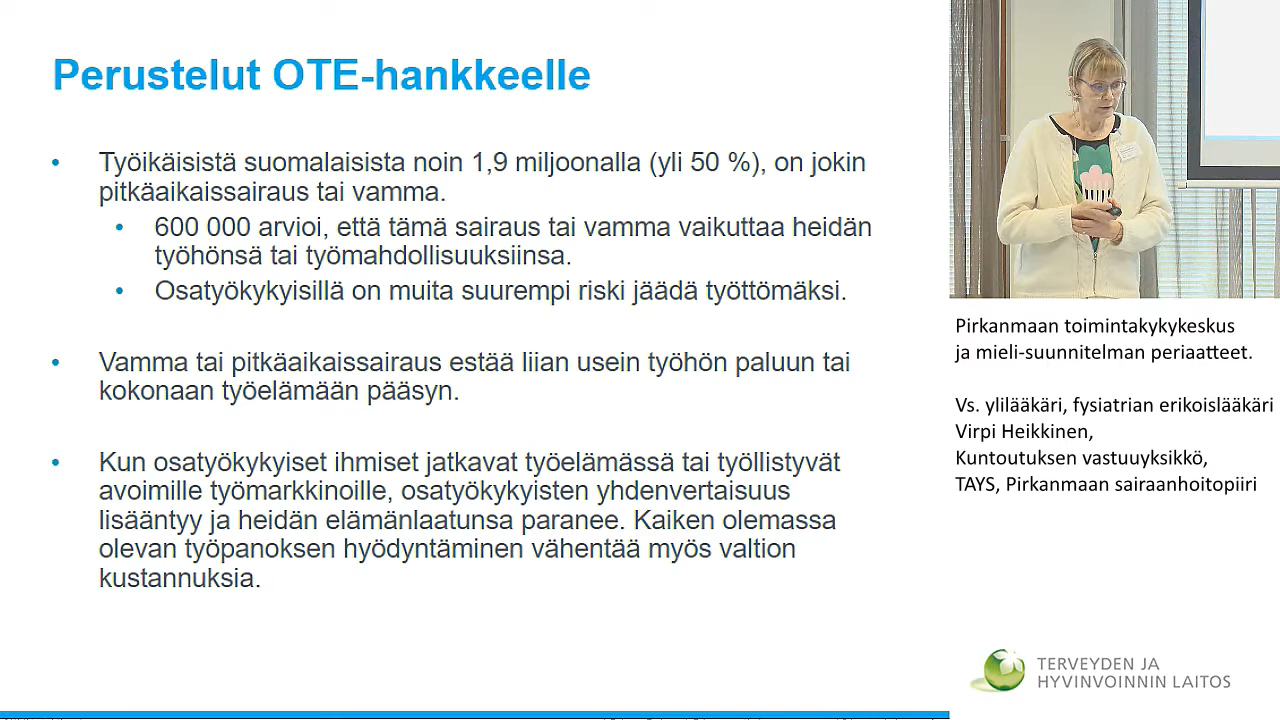 Perustelut OTE-hankkeelle
• Työikäisistä suomalaisista noin 1,9 miljoonalla (yli 50 %), on jokin
pitkäaikaissairaus tai vamma.
• 600 000 arvioi, että tämä sairaus tai vamma vaikuttaa heidän
työhönsä tai työmahdollisuuksiinsa.
• Osatyökykyisillä on muita suurempi riski jäädä työttömäksi.
• Vamma tai pitkäaikaissairaus estää liian usein työhön paluun tai
kokonaan työelämään pääsyn.
• Kun osatyökykyiset ihmiset jatkavat työelämässä tai työllistyvät
avoimille työmarkkinoille, osatyökykyisten yhdenvertaisuus
lisääntyy ja heidän elämänlaatunsa paranee. Kaiken olemassa
olevan työpanoksen hyödyntäminen vähentää myös valtion
kustannuksia.
Pirkanmaan toimintakykykeskus
ja mieli-suunnitelman periaatteet.
Vs. ylilääkäri, fysiatrian erikoislääkäri
Virpi Heikkinen,
Kuntoutuksen vastuuyksikkö,
TAYS, Pirkanmaan sairaanhoitopiiri
TERVEYDEN JA
HYVINVOINNIN LAITOS